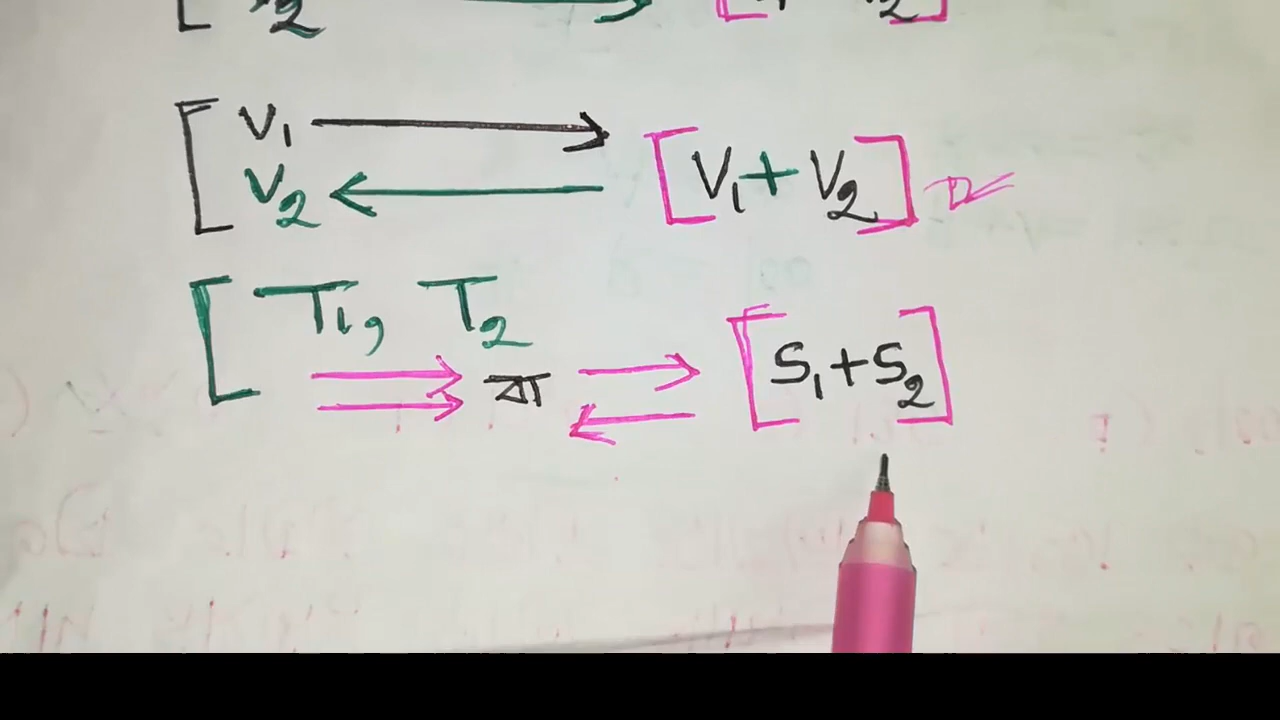 V₁ → [V₁ + V₂]
V₂ ←
T₁, T₂
⇉ বা ⇄ [S₁ + S₂]